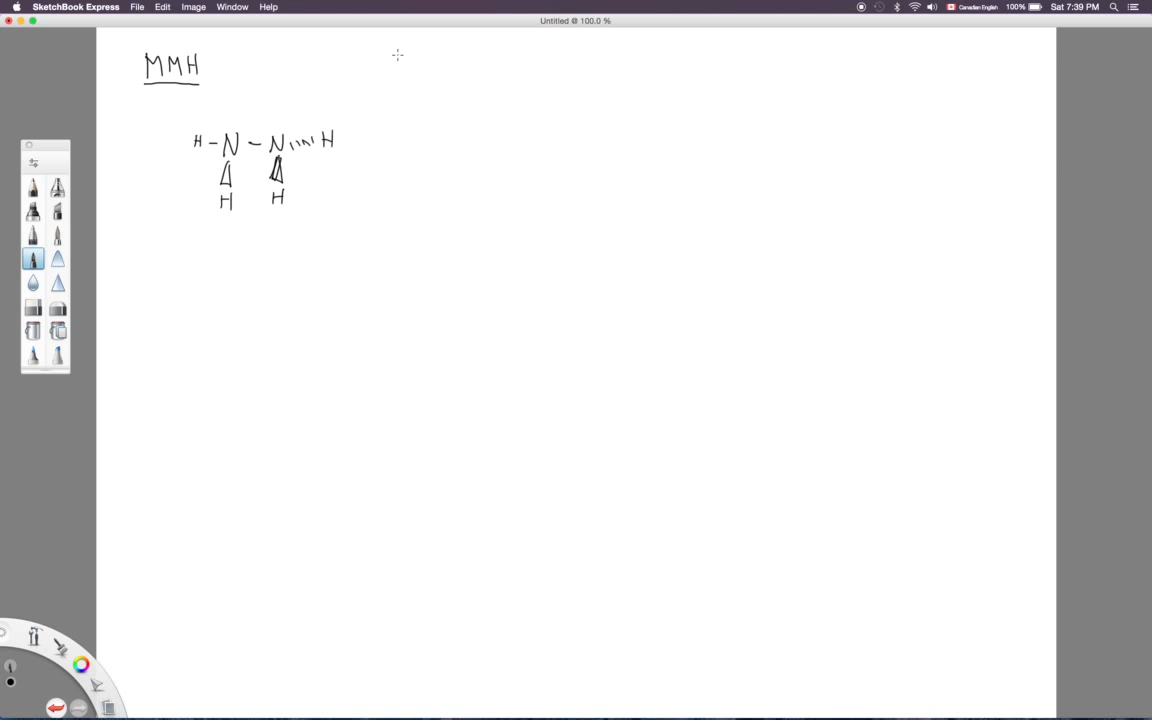 SketchBook Express File Edit Image Window Help Canadian English 100% Sat 7:39 PM
Untitled @ 100.0 %
MMH
H - N - N H
H H